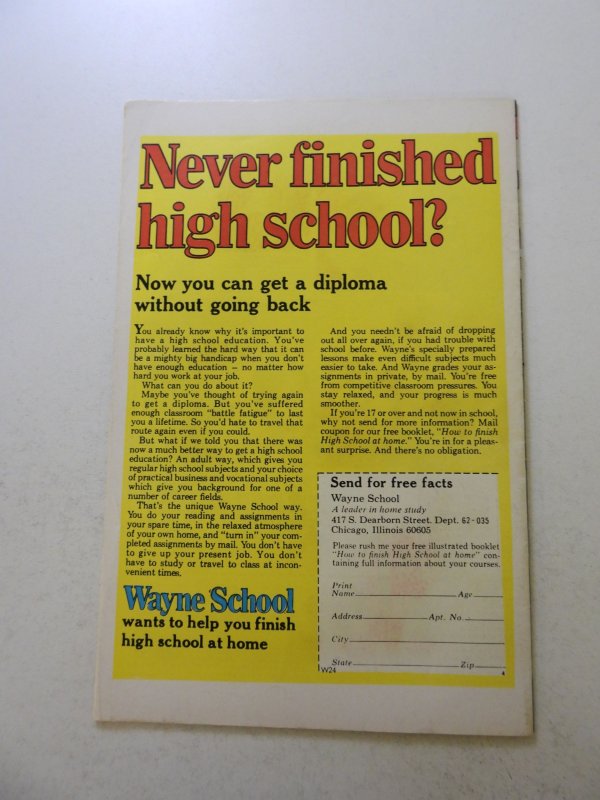 Never finished
high school?
Now you can get a diploma
without going back
You already know why it's important to
have a high school education. You've
probably learned the hard way that it can
be a mighty big handicap when you don't
have enough education – no matter how
hard you work at your job.
What can you do about it?
Maybe you've thought of trying again
to get a diploma. But you've suffered
enough classroom "battle fatigue" to last
you a lifetime. So you'd hate to travel that
route again even if you could.
But what if we told you that there was
now a much better way to get a high school
education? An adult way, which gives you
regular high school subjects and your choice
of practical business and vocational subjects
which give you background for one of a
number of career fields.
That's the unique Wayne School way.
You do your reading and assignments in
your spare time, in the relaxed atmosphere
of your own home, and "turn in" your com-
pleted assignments by mail. You don't have
to give up your present job. You don't
have to study or travel to class at incon-
venient times.
Wayne School
wants to help you finish
high school at home
And you needn't be afraid of dropping
out all over again, if you had trouble with
school before. Wayne's specially prepared
lessons make even difficult subjects much
easier to take. And Wayne grades your as-
signments in private, by mail. You're free
from competitive classroom pressures. You
stay relaxed, and your progress is much
smoother.
If you're 17 or over and not now in school,
why not send for more information? Mail
coupon for our free booklet, "How to finish
High School at home." You're in for a pleas-
ant surprise. And there's no obligation.
Send for free facts
Wayne School
A leader in home study
417 S. Dearborn Street. Dept. 62-035
Chicago, Illinois 60605
Please rush me your free illustrated booklet
"How to finish High School at home" con-
taining full information about your courses.
Print
Name Age
Address Apt. No.
City
State Zip
W24 4